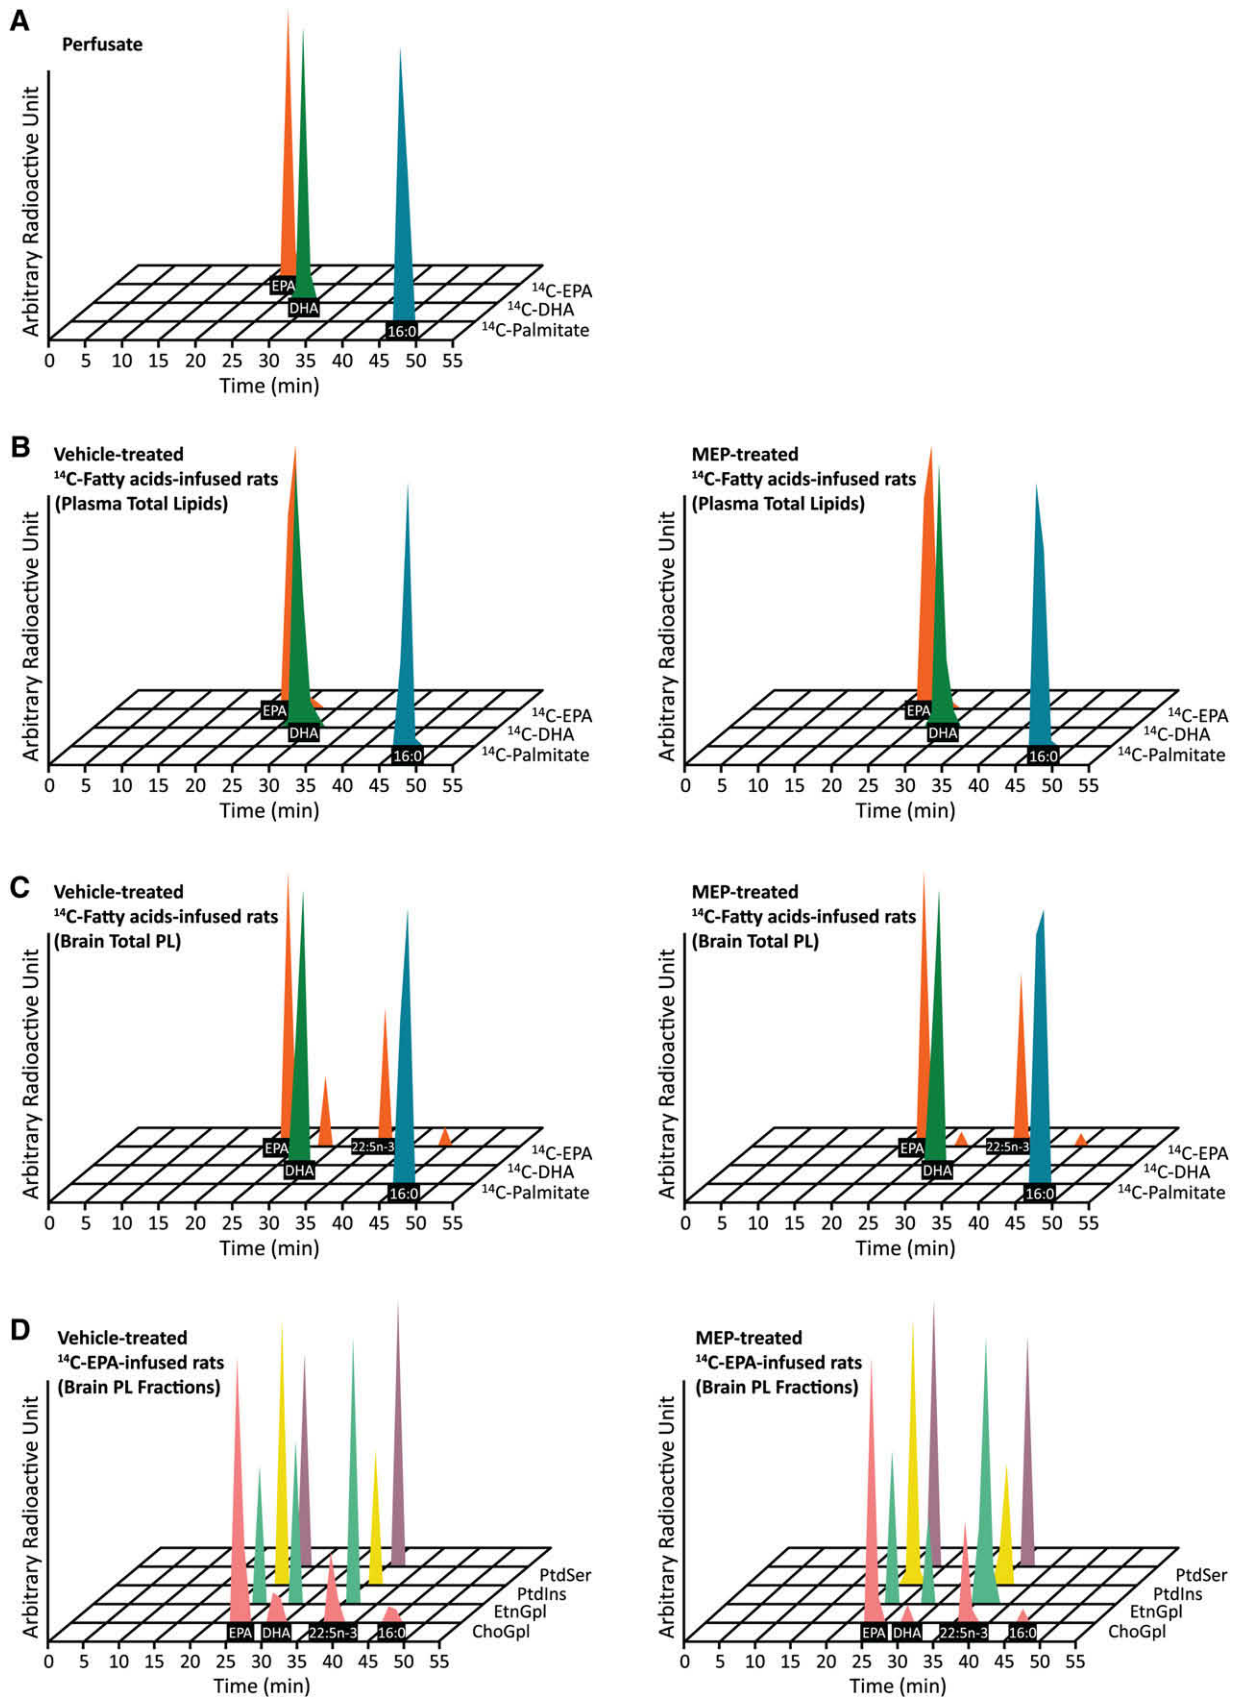 A
Perfusate
Arbitrary Radioactive Unit
EPA
DHA
16:0
¹⁴C-EPA
¹⁴C-DHA
¹⁴C-Palmitate
0 5 10 15 20 25 30 35 40 45 50 55
Time (min)
B
Vehicle-treated
¹⁴C-Fatty acids-infused rats
(Plasma Total Lipids)
Arbitrary Radioactive Unit
EPA
DHA
16:0
¹⁴C-EPA
¹⁴C-DHA
¹⁴C-Palmitate
0 5 10 15 20 25 30 35 40 45 50 55
Time (min)
MEP-treated
¹⁴C-Fatty acids-infused rats
(Plasma Total Lipids)
Arbitrary Radioactive Unit
EPA
DHA
16:0
¹⁴C-EPA
¹⁴C-DHA
¹⁴C-Palmitate
0 5 10 15 20 25 30 35 40 45 50 55
Time (min)
C
Vehicle-treated
¹⁴C-Fatty acids-infused rats
(Brain Total PL)
Arbitrary Radioactive Unit
EPA
22:5n-3
DHA
16:0
¹⁴C-EPA
¹⁴C-DHA
¹⁴C-Palmitate
0 5 10 15 20 25 30 35 40 45 50 55
Time (min)
MEP-treated
¹⁴C-Fatty acids-infused rats
(Brain Total PL)
Arbitrary Radioactive Unit
EPA
22:5n-3
DHA
16:0
¹⁴C-EPA
¹⁴C-DHA
¹⁴C-Palmitate
0 5 10 15 20 25 30 35 40 45 50 55
Time (min)
D
Vehicle-treated
¹⁴C-EPA-infused rats
(Brain PL Fractions)
Arbitrary Radioactive Unit
PtdSer
PtdIns
EtnGpl
ChoGpl
EPA DHA 22:5n-3 16:0
0 5 10 15 20 25 30 35 40 45 50 55
Time (min)
MEP-treated
¹⁴C-EPA-infused rats
(Brain PL Fractions)
Arbitrary Radioactive Unit
PtdSer
PtdIns
EtnGpl
ChoGpl
EPA DHA 22:5n-3 16:0
0 5 10 15 20 25 30 35 40 45 50 55
Time (min)